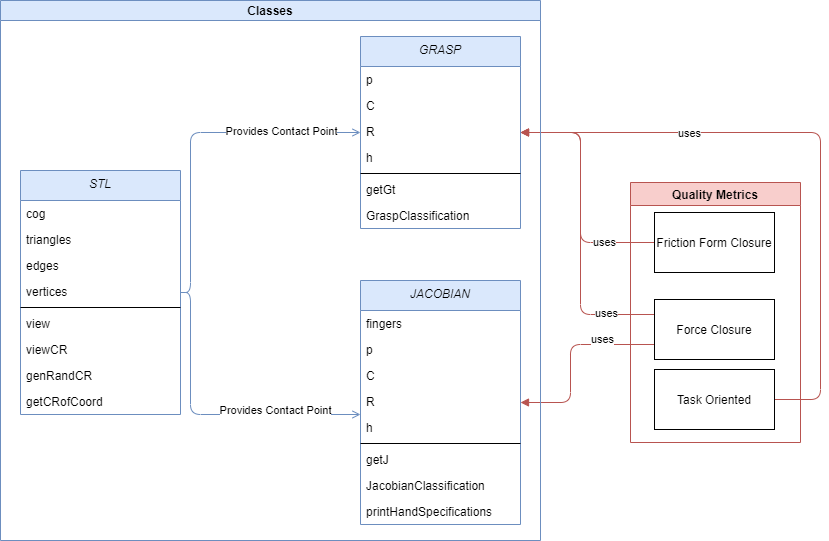 Classes
STL
cog
triangles
edges
vertices
view
viewCR
genRandCR
getCRofCoord
Provides Contact Point
Provides Contact Point
GRASP
p
C
R
h
getGt
GraspClassification
JACOBIAN
fingers
p
C
R
h
getJ
JacobianClassification
printHandSpecifications
uses
uses
uses
uses
Quality Metrics
Friction Form Closure
Force Closure
Task Oriented